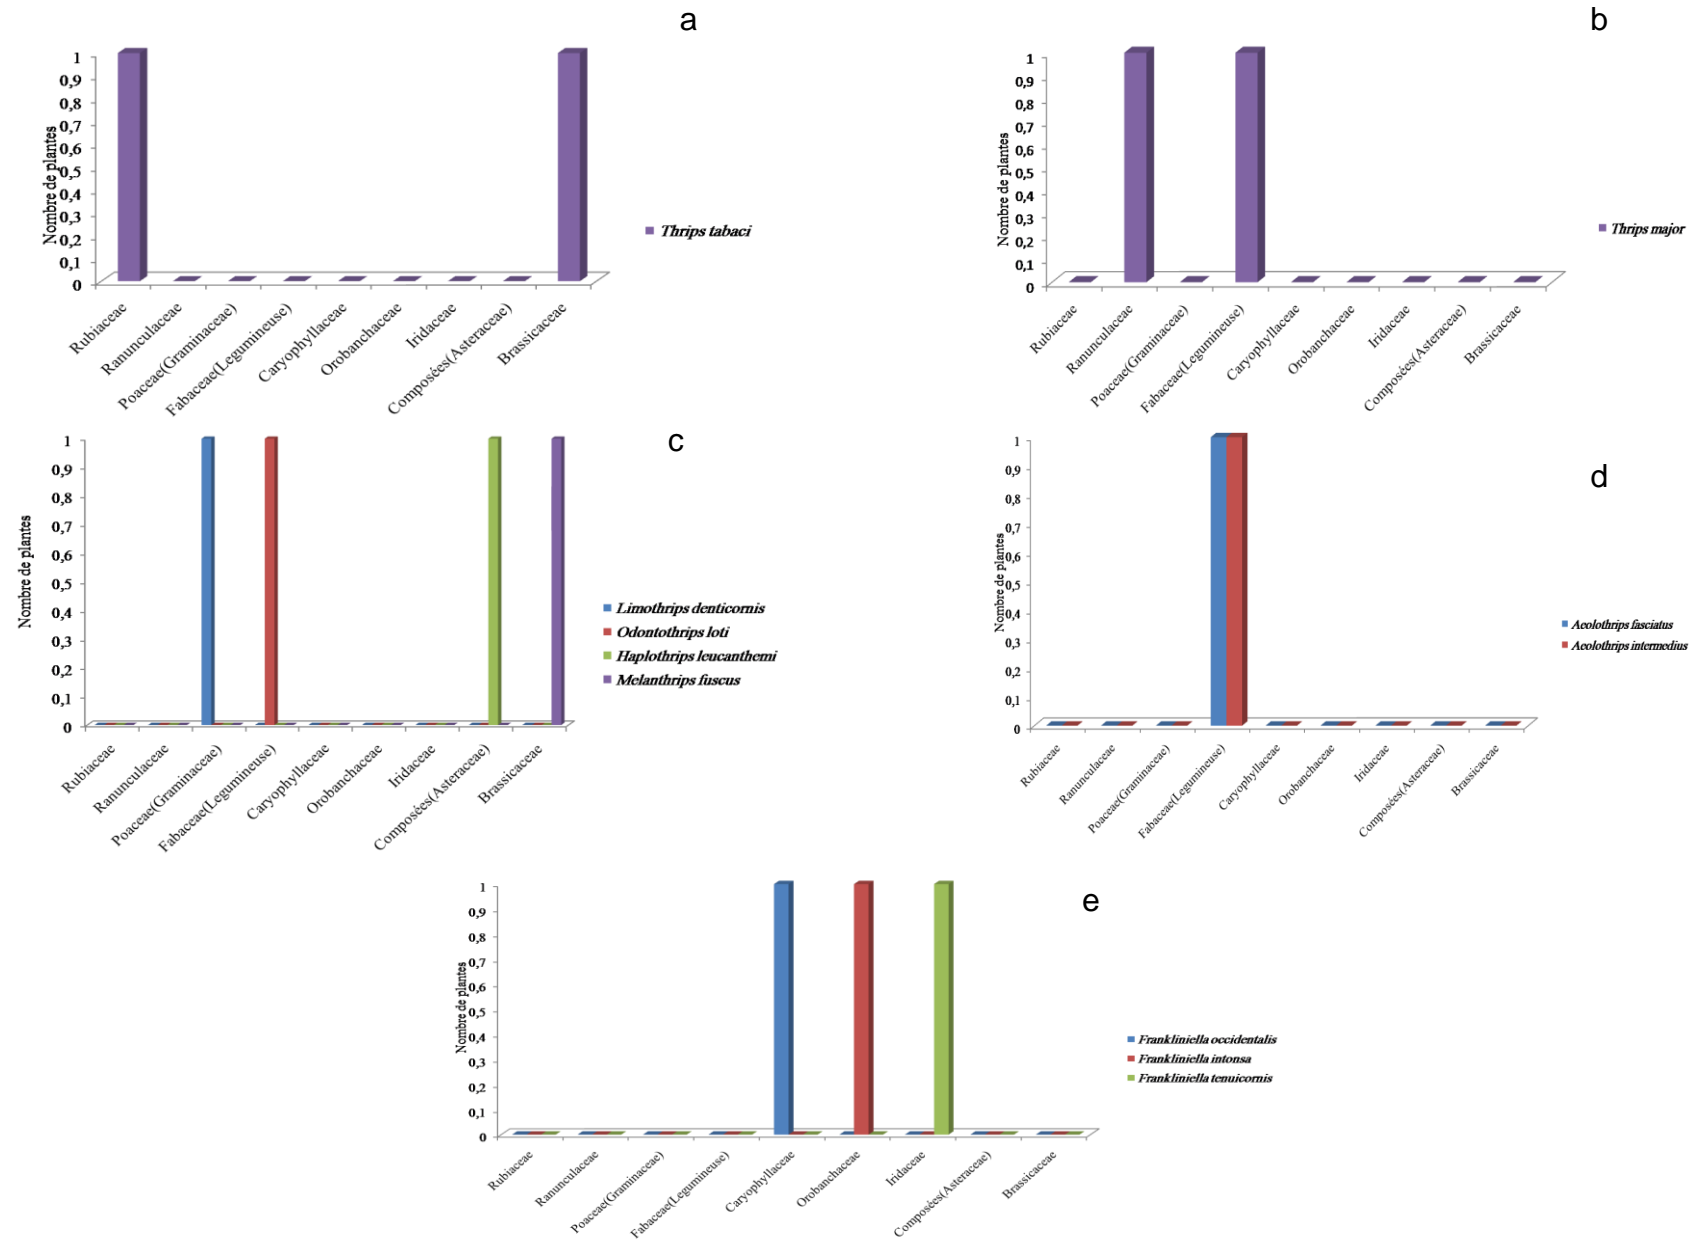 a
1
0,9
0,8
0,7
0,6
0,5
0,4
0,3
0,2
0,1
0
Nombre de plantes
Rubiaceae
Ranunculaceae
Poaceae(Graminaceae)
Fabaceae(Legumineuse)
Caryophyllaceae
Orobanchaceae
Iridaceae
Composées(Asteraceae)
Brassicaceae
Thrips tabaci
b
1
0,9
0,8
0,7
0,6
0,5
0,4
0,3
0,2
0,1
0
Nombre de plantes
Rubiaceae
Ranunculaceae
Poaceae(Graminaceae)
Fabaceae(Legumineuse)
Caryophyllaceae
Orobanchaceae
Iridaceae
Composées(Asteraceae)
Brassicaceae
Thrips major
c
1
0,9
0,8
0,7
0,6
0,5
0,4
0,3
0,2
0,1
0
Nombre de plantes
Rubiaceae
Ranunculaceae
Poaceae(Graminaceae)
Fabaceae(Legumineuse)
Caryophyllaceae
Orobanchaceae
Iridaceae
Composées(Asteraceae)
Brassicaceae
Limothrips denticornis
Odontothrips loti
Haplothrips leucanthemi
Melanthrips fuscus
d
1
0,9
0,8
0,7
0,6
0,5
0,4
0,3
0,2
0,1
0
Nombre de plantes
Rubiaceae
Ranunculaceae
Poaceae(Graminaceae)
Fabaceae(Legumineuse)
Caryophyllaceae
Orobanchaceae
Iridaceae
Composées(Asteraceae)
Brassicaceae
Aeolothrips fasciatus
Aeolothrips intermedius
e
1
0,9
0,8
0,7
0,6
0,5
0,4
0,3
0,2
0,1
0
Nombre de plantes
Rubiaceae
Ranunculaceae
Poaceae(Graminaceae)
Fabaceae(Legumineuse)
Caryophyllaceae
Orobanchaceae
Iridaceae
Composées(Asteraceae)
Brassicaceae
Frankliniella occidentalis
Frankliniella intonsa
Frankliniella tenuicornis